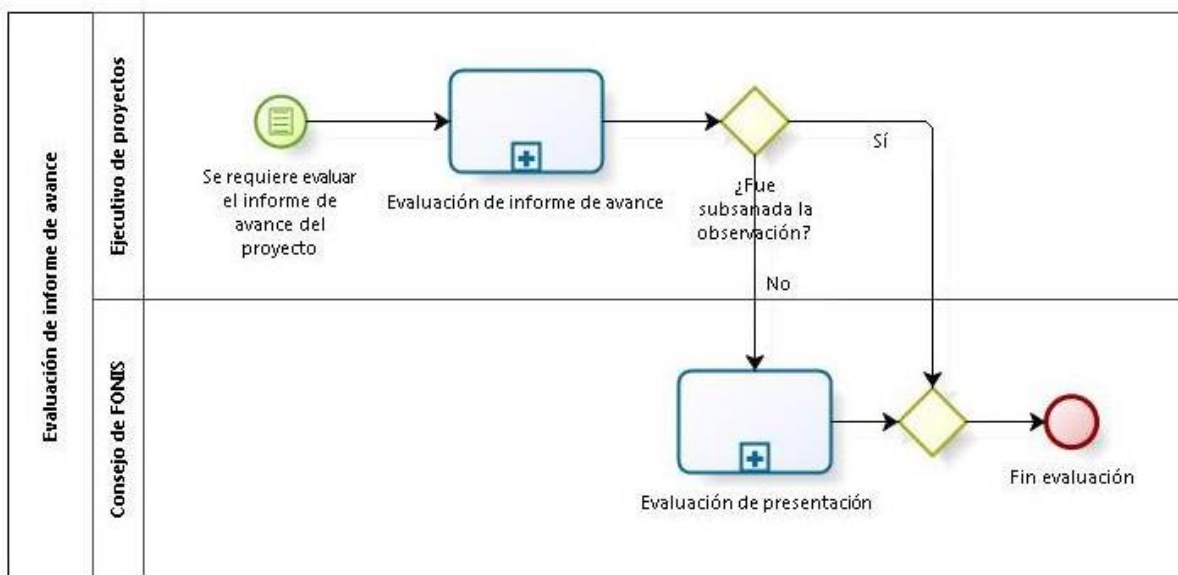 Evaluación de informe de avance
Ejecutivo de proyectos
Se requiere evaluar
el informe de
avance del
proyecto
Evaluación de informe de avance
¿Fue
subsanada la
observación?
Sí
No
Consejo de FONIS
Evaluación de presentación
Fin evaluación